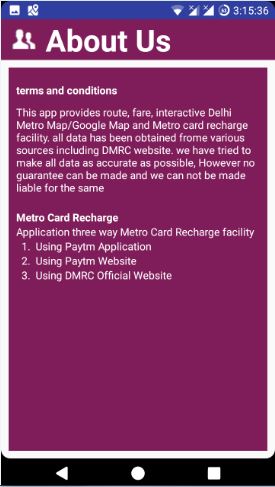 3:15:36
About Us
terms and conditions
This app provides route, fare, interactive Delhi
Metro Map/Google Map and Metro card recharge
facility. all data has been obtained frome various
sources including DMRC website. we have tried to
make all data as accurate as possible, However no
guarantee can be made and we can not be made
liable for the same
Metro Card Recharge
Application three way Metro Card Recharge facility
1. Using Paytm Application
2. Using Paytm Website
3. Using DMRC Official Website